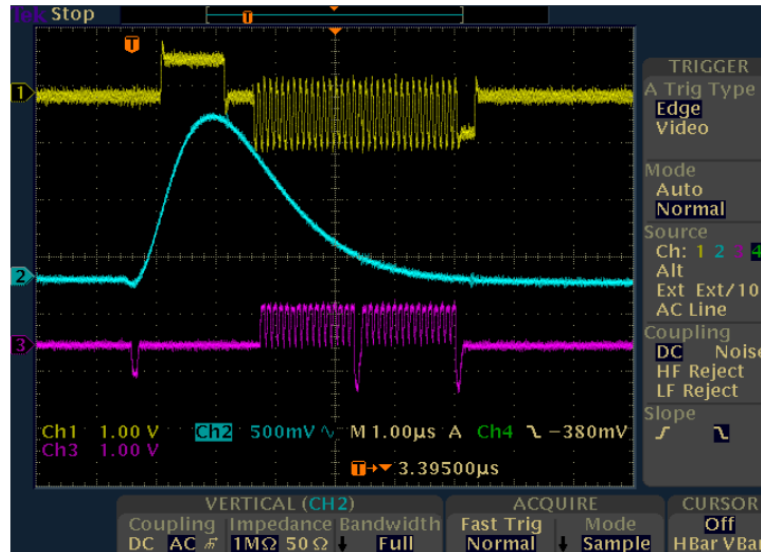 Tek Stop
T
T
TRIGGER
1
A Trig Type
Edge
Video
Mode
Auto
Normal
Source
Ch: 1 2 3 4
2
Alt
Ext Ext/10
AC Line
3
Coupling
DC Noise
HF Reject
LF Reject
Slope
Ch1 1.00 V Ch2 500mV∿ M 1.00µs A Ch4 ꓶ −380mV
Ch3 1.00 V
T→▼ 3.39500µs
VERTICAL (CH2) ACQUIRE CURSOR
Coupling Impedance Bandwidth Fast Trig Mode Off
DC AC 1MΩ 50 Ω Full Normal Sample HBar VBar